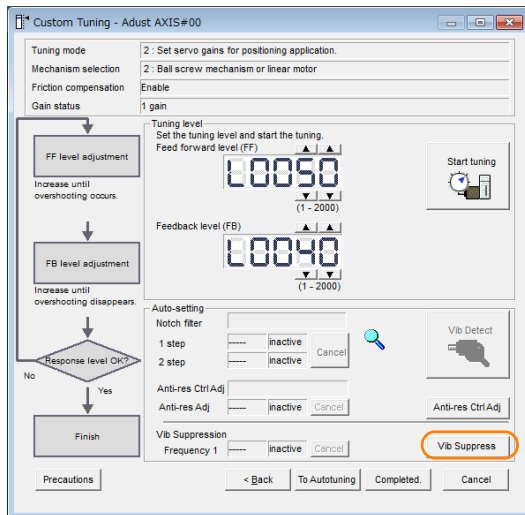 Custom Tuning - Adust AXIS#00
Tuning mode 2 : Set servo gains for positioning application.
Mechanism selection 2 : Ball screw mechanism or linear motor
Friction compensation Enable
Gain status 1 gain
FF level adjustment
Increase until
overshooting occurs.
FB level adjustment
Increase until
overshooting disappears.
Response level OK?
No
Yes
Finish
Tuning level
Set the tuning level and start the tuning.
Feed forward level (FF)
L0050
(1 - 2000)
Feedback level (FB)
L0040
(1 - 2000)
Start tuning
Auto-setting
Notch filter
1 step ----- inactive
2 step ----- inactive
Cancel
Vib Detect
Anti-res Ctrl Adj
Anti-res Adj ----- inactive Cancel
Anti-res Ctrl Adj
Vib Suppression
Frequency 1 ----- inactive Cancel
Vib Suppress
Precautions < Back To Autotuning Completed. Cancel